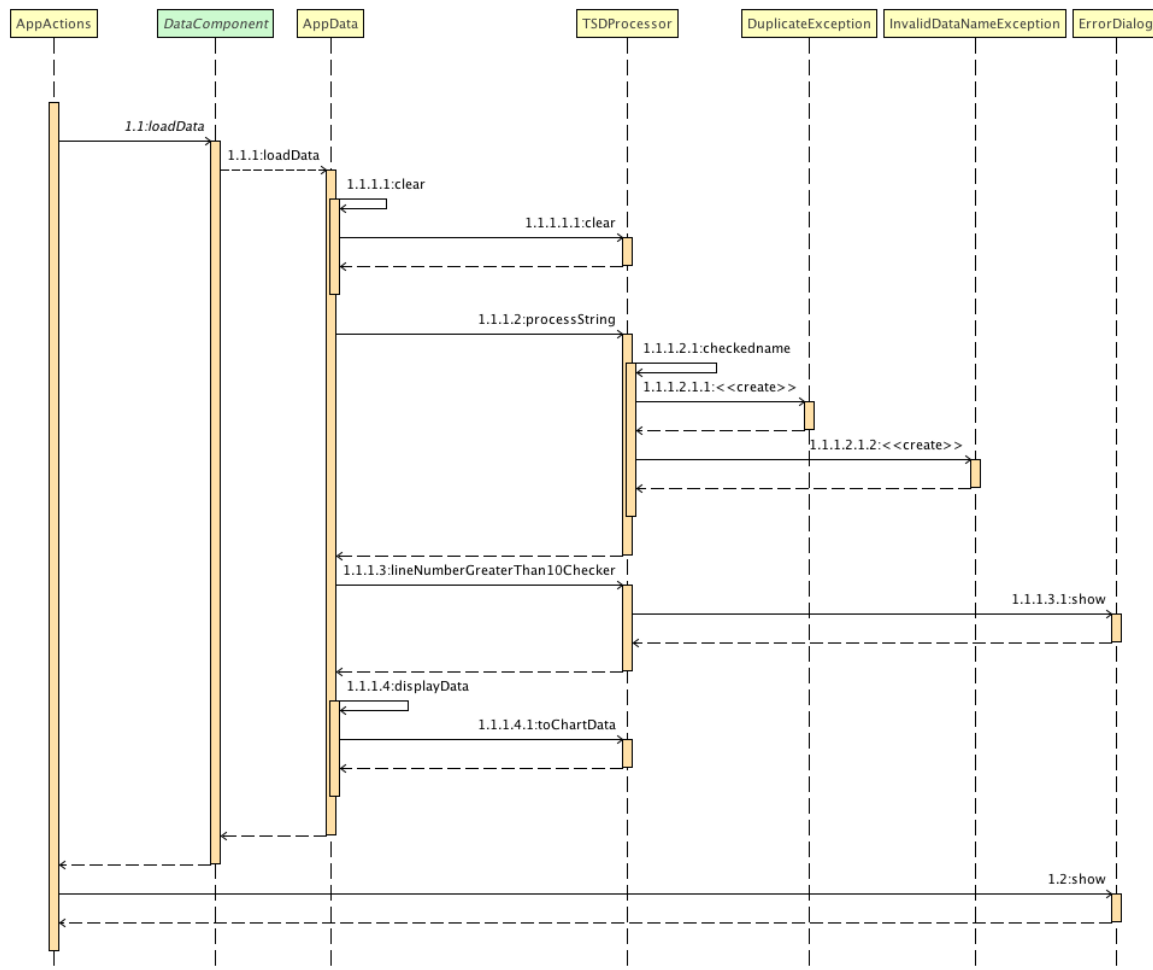 AppActions
DataComponent
AppData
TSDProcessor
DuplicateException
InvalidDataNameException
ErrorDialog
1.1:loadData
1.1.1:loadData
1.1.1.1:clear
1.1.1.1.1:clear
1.1.1.2:processString
1.1.1.2.1:checkedname
1.1.1.2.1.1:<<create>>
1.1.1.2.1.2:<<create>>
1.1.1.3:lineNumberGreaterThan10Checker
1.1.1.3.1:show
1.1.1.4:displayData
1.1.1.4.1:toChartData
1.2:show